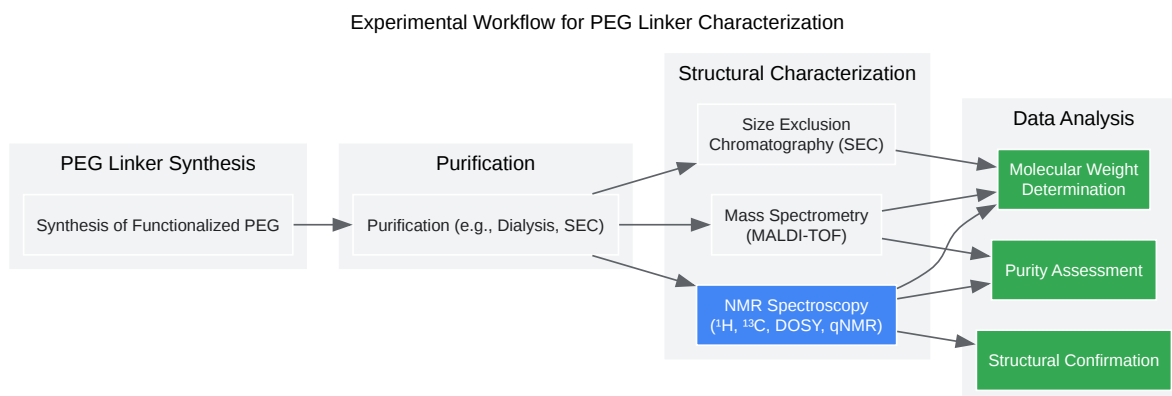 Experimental Workflow for PEG Linker Characterization
PEG Linker Synthesis
Synthesis of Functionalized PEG
Purification
Purification (e.g., Dialysis, SEC)
Structural Characterization
Size Exclusion
Chromatography (SEC)
Mass Spectrometry
(MALDI-TOF)
NMR Spectroscopy
(¹H, ¹³C, DOSY, qNMR)
Data Analysis
Molecular Weight
Determination
Purity Assessment
Structural Confirmation